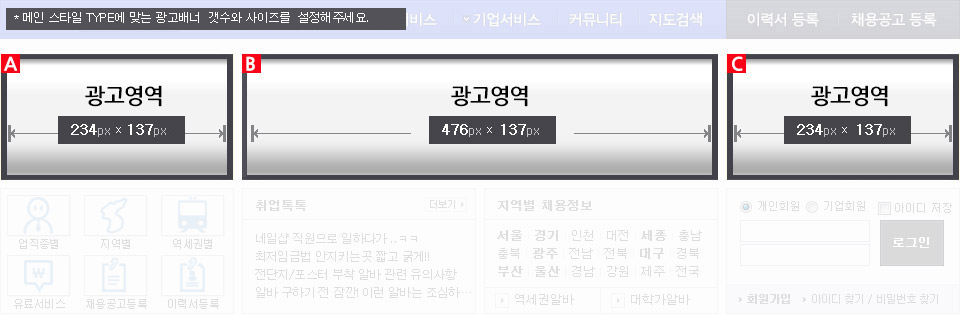 * 메인 스타일 TYPE에 맞는 광고배너 갯수와 사이즈를 설정해주세요.
비스
기업서비스
커뮤니티
지도검색
이력서 등록
채용공고 등록
A
광고영역
234px × 137px
B
광고영역
476px × 137px
C
광고영역
234px × 137px
업직종별
지역별
역세권별
유료서비스
채용공고등록
이력서등록
취업톡톡
더보기
네일샵 직원으로 일하다가 ..ㅋㅋ
최저임금법 안지키는곳 짧고 굵게!!
전단지/포스터 부착 알바 관련 유의사항
알바 구하기 전 잠깐! 이런 알바는 조심하…
지역별 채용정보
서울 경기 인천 대전 세종 충남
충북 광주 전남 전북 대구 경북
부산 울산 경남 강원 제주 전국
역세권알바
대학가알바
개인회원 기업회원 아이디 저장
로그인
회원가입 아이디 찾기 / 비밀번호 찾기